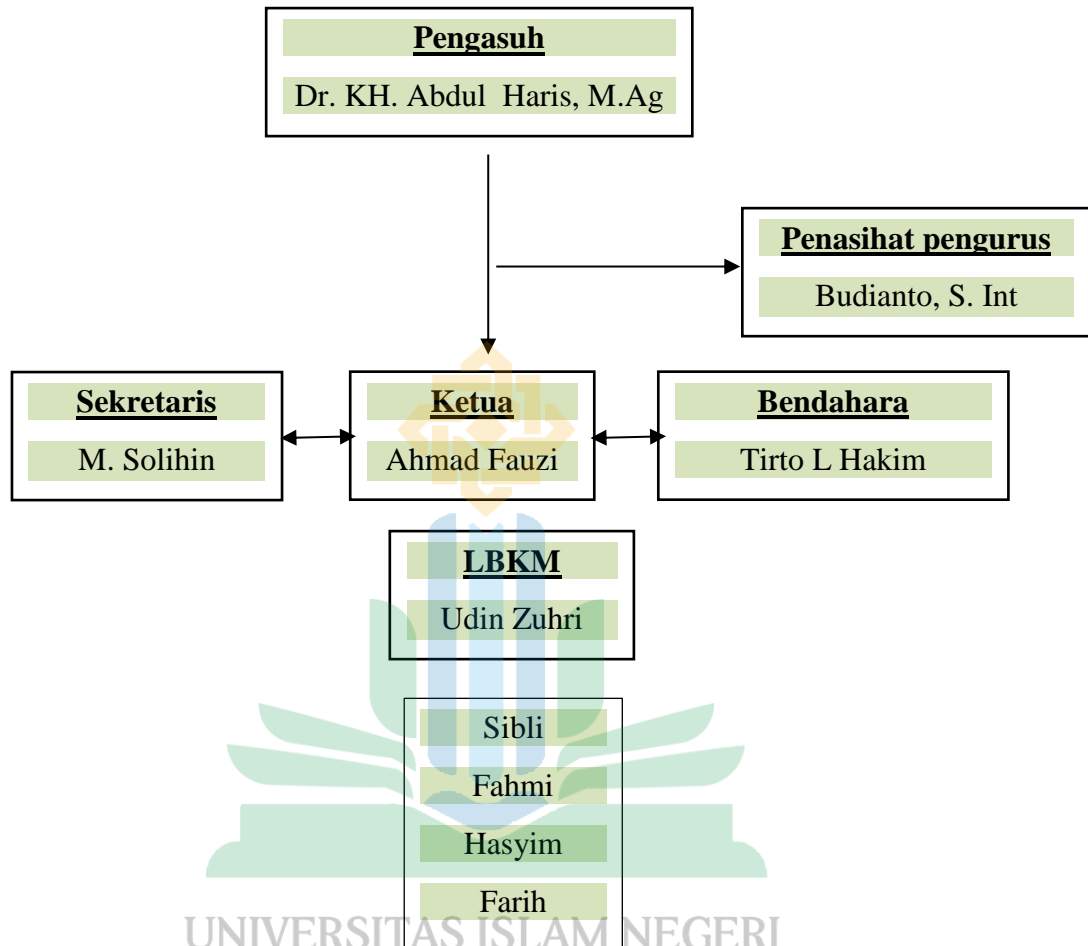 Pengasuh
Dr. KH. Abdul Haris, M.Ag
Penasihat pengurus
Budianto, S. Int
Sekretaris
M. Solihin
Ketua
Ahmad Fauzi
Bendahara
Tirto L Hakim
LBKM
Udin Zuhri
Sibli
Fahmi
Hasyim
Farih
UNIVERSITAS ISLAM NEGERI